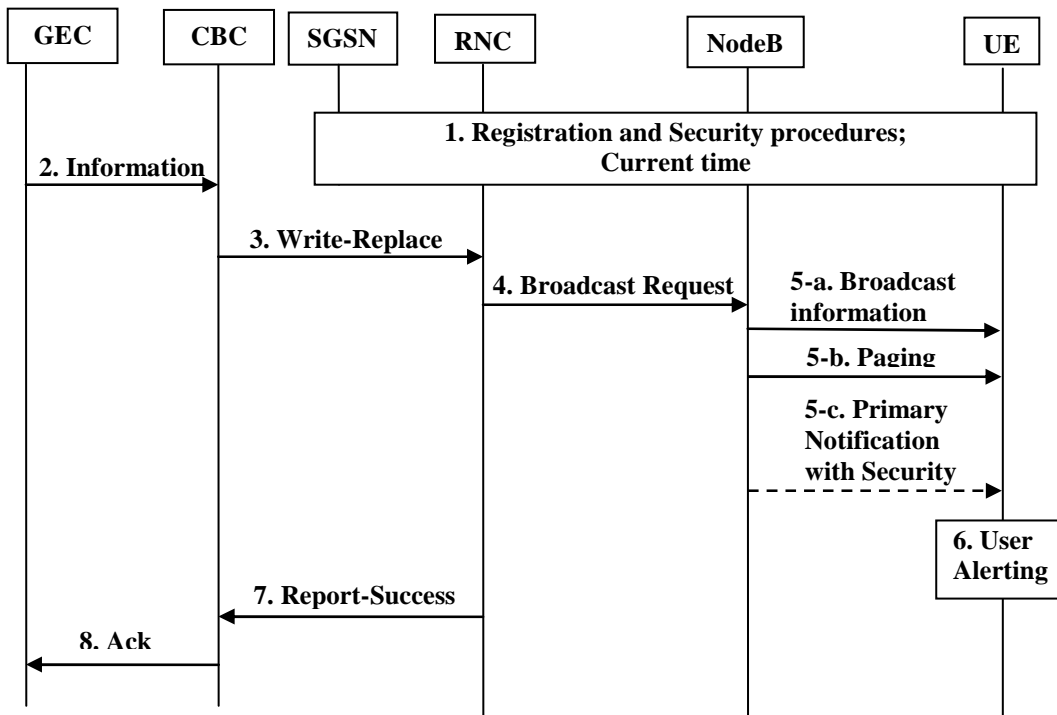 GEC
CBC
SGSN
RNC
NodeB
UE
1. Registration and Security procedures;
Current time
2. Information
3. Write-Replace
4. Broadcast Request
5-a. Broadcast
information
5-b. Paging
5-c. Primary
Notification
with Security
6. User
Alerting
7. Report-Success
8. Ack